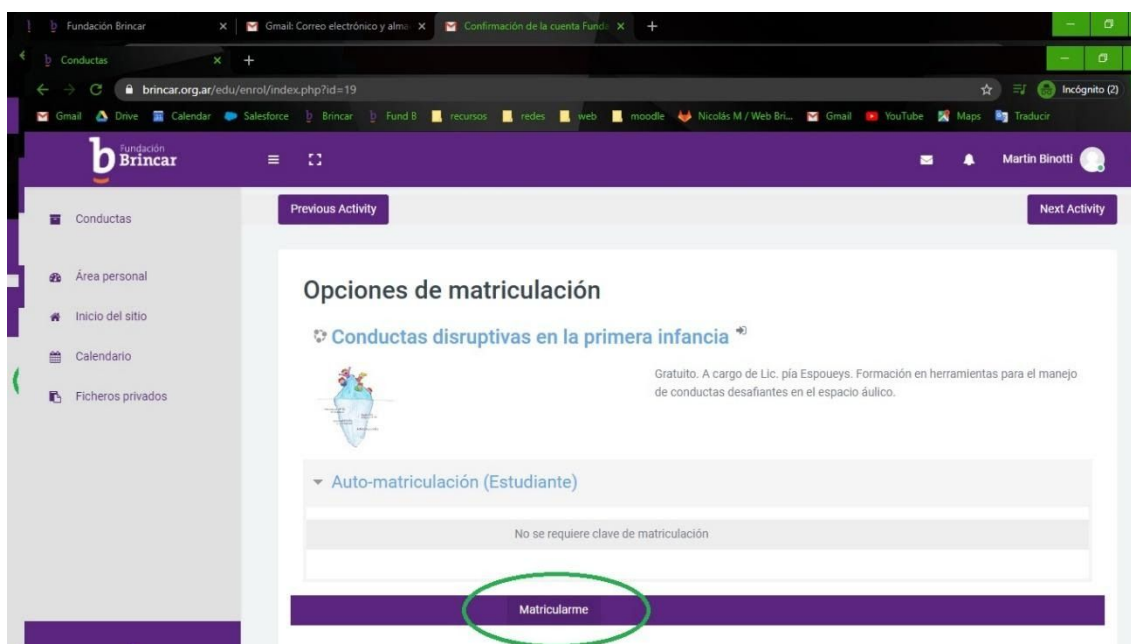 Fundación Brincar
Gmail: Correo electrónico y alma
Confirmación de la cuenta Funda
Conductas
brincar.org.ar/edu/enrol/index.php?id=19
Incógnito (2)
Gmail Drive Calendar Salesforce Brincar Fund B recursos redes web moodle Nicolás M / Web Bri... Gmail YouTube Maps Traducir
Fundación
Brincar
Martin Binotti
Conductas
Área personal
Inicio del sitio
Calendario
Ficheros privados
Previous Activity
Next Activity
Opciones de matriculación
Conductas disruptivas en la primera infancia
Gratuito. A cargo de Lic. pía Espoueys. Formación en herramientas para el manejo
de conductas desafiantes en el espacio áulico.
Auto-matriculación (Estudiante)
No se requiere clave de matriculación
Matricularme